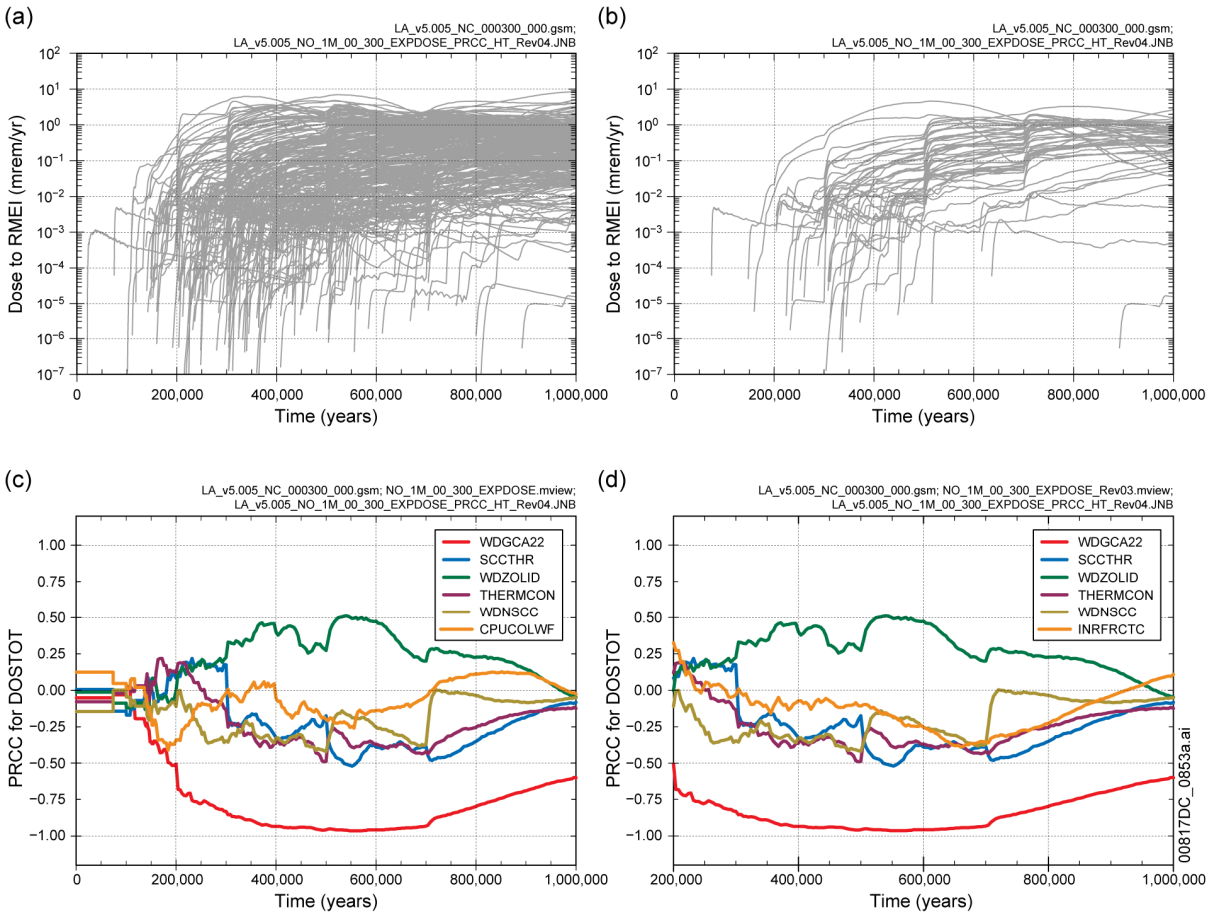 (a)
LA_v5.005_NC_000300_000.gsm;
LA_v5.005_NO_1M_00_300_EXPDOSE_PRCC_HT_Rev04.JNB
Dose to RMEI (mrem/yr)
10²
10¹
10⁰
10⁻¹
10⁻²
10⁻³
10⁻⁴
10⁻⁵
10⁻⁶
10⁻⁷
0 200,000 400,000 600,000 800,000 1,000,000
Time (years)
(b)
LA_v5.005_NC_000300_000.gsm;
LA_v5.005_NO_1M_00_300_EXPDOSE_PRCC_HT_Rev04.JNB
Dose to RMEI (mrem/yr)
10²
10¹
10⁰
10⁻¹
10⁻²
10⁻³
10⁻⁴
10⁻⁵
10⁻⁶
10⁻⁷
0 200,000 400,000 600,000 800,000 1,000,000
Time (years)
(c)
LA_v5.005_NC_000300_000.gsm; NO_1M_00_300_EXPDOSE.mview;
LA_v5.005_NO_1M_00_300_EXPDOSE_PRCC_HT_Rev04.JNB
PRCC for DOSTOT
1.00
0.75
0.50
0.25
0.00
−0.25
−0.50
−0.75
−1.00
WDGCA22
SCCTHR
WDZOLID
THERMCON
WDNSCC
CPUCOLWF
0 200,000 400,000 600,000 800,000 1,000,000
Time (years)
(d)
LA_v5.005_NC_000300_000.gsm; NO_1M_00_300_EXPDOSE_Rev03.mview;
LA_v5.005_NO_1M_00_300_EXPDOSE_PRCC_HT_Rev04.JNB
PRCC for DOSTOT
1.00
0.75
0.50
0.25
0.00
−0.25
−0.50
−0.75
−1.00
WDGCA22
SCCTHR
WDZOLID
THERMCON
WDNSCC
INRFRCTC
200,000 400,000 600,000 800,000 1,000,000
Time (years)
00817DC_0853a.ai